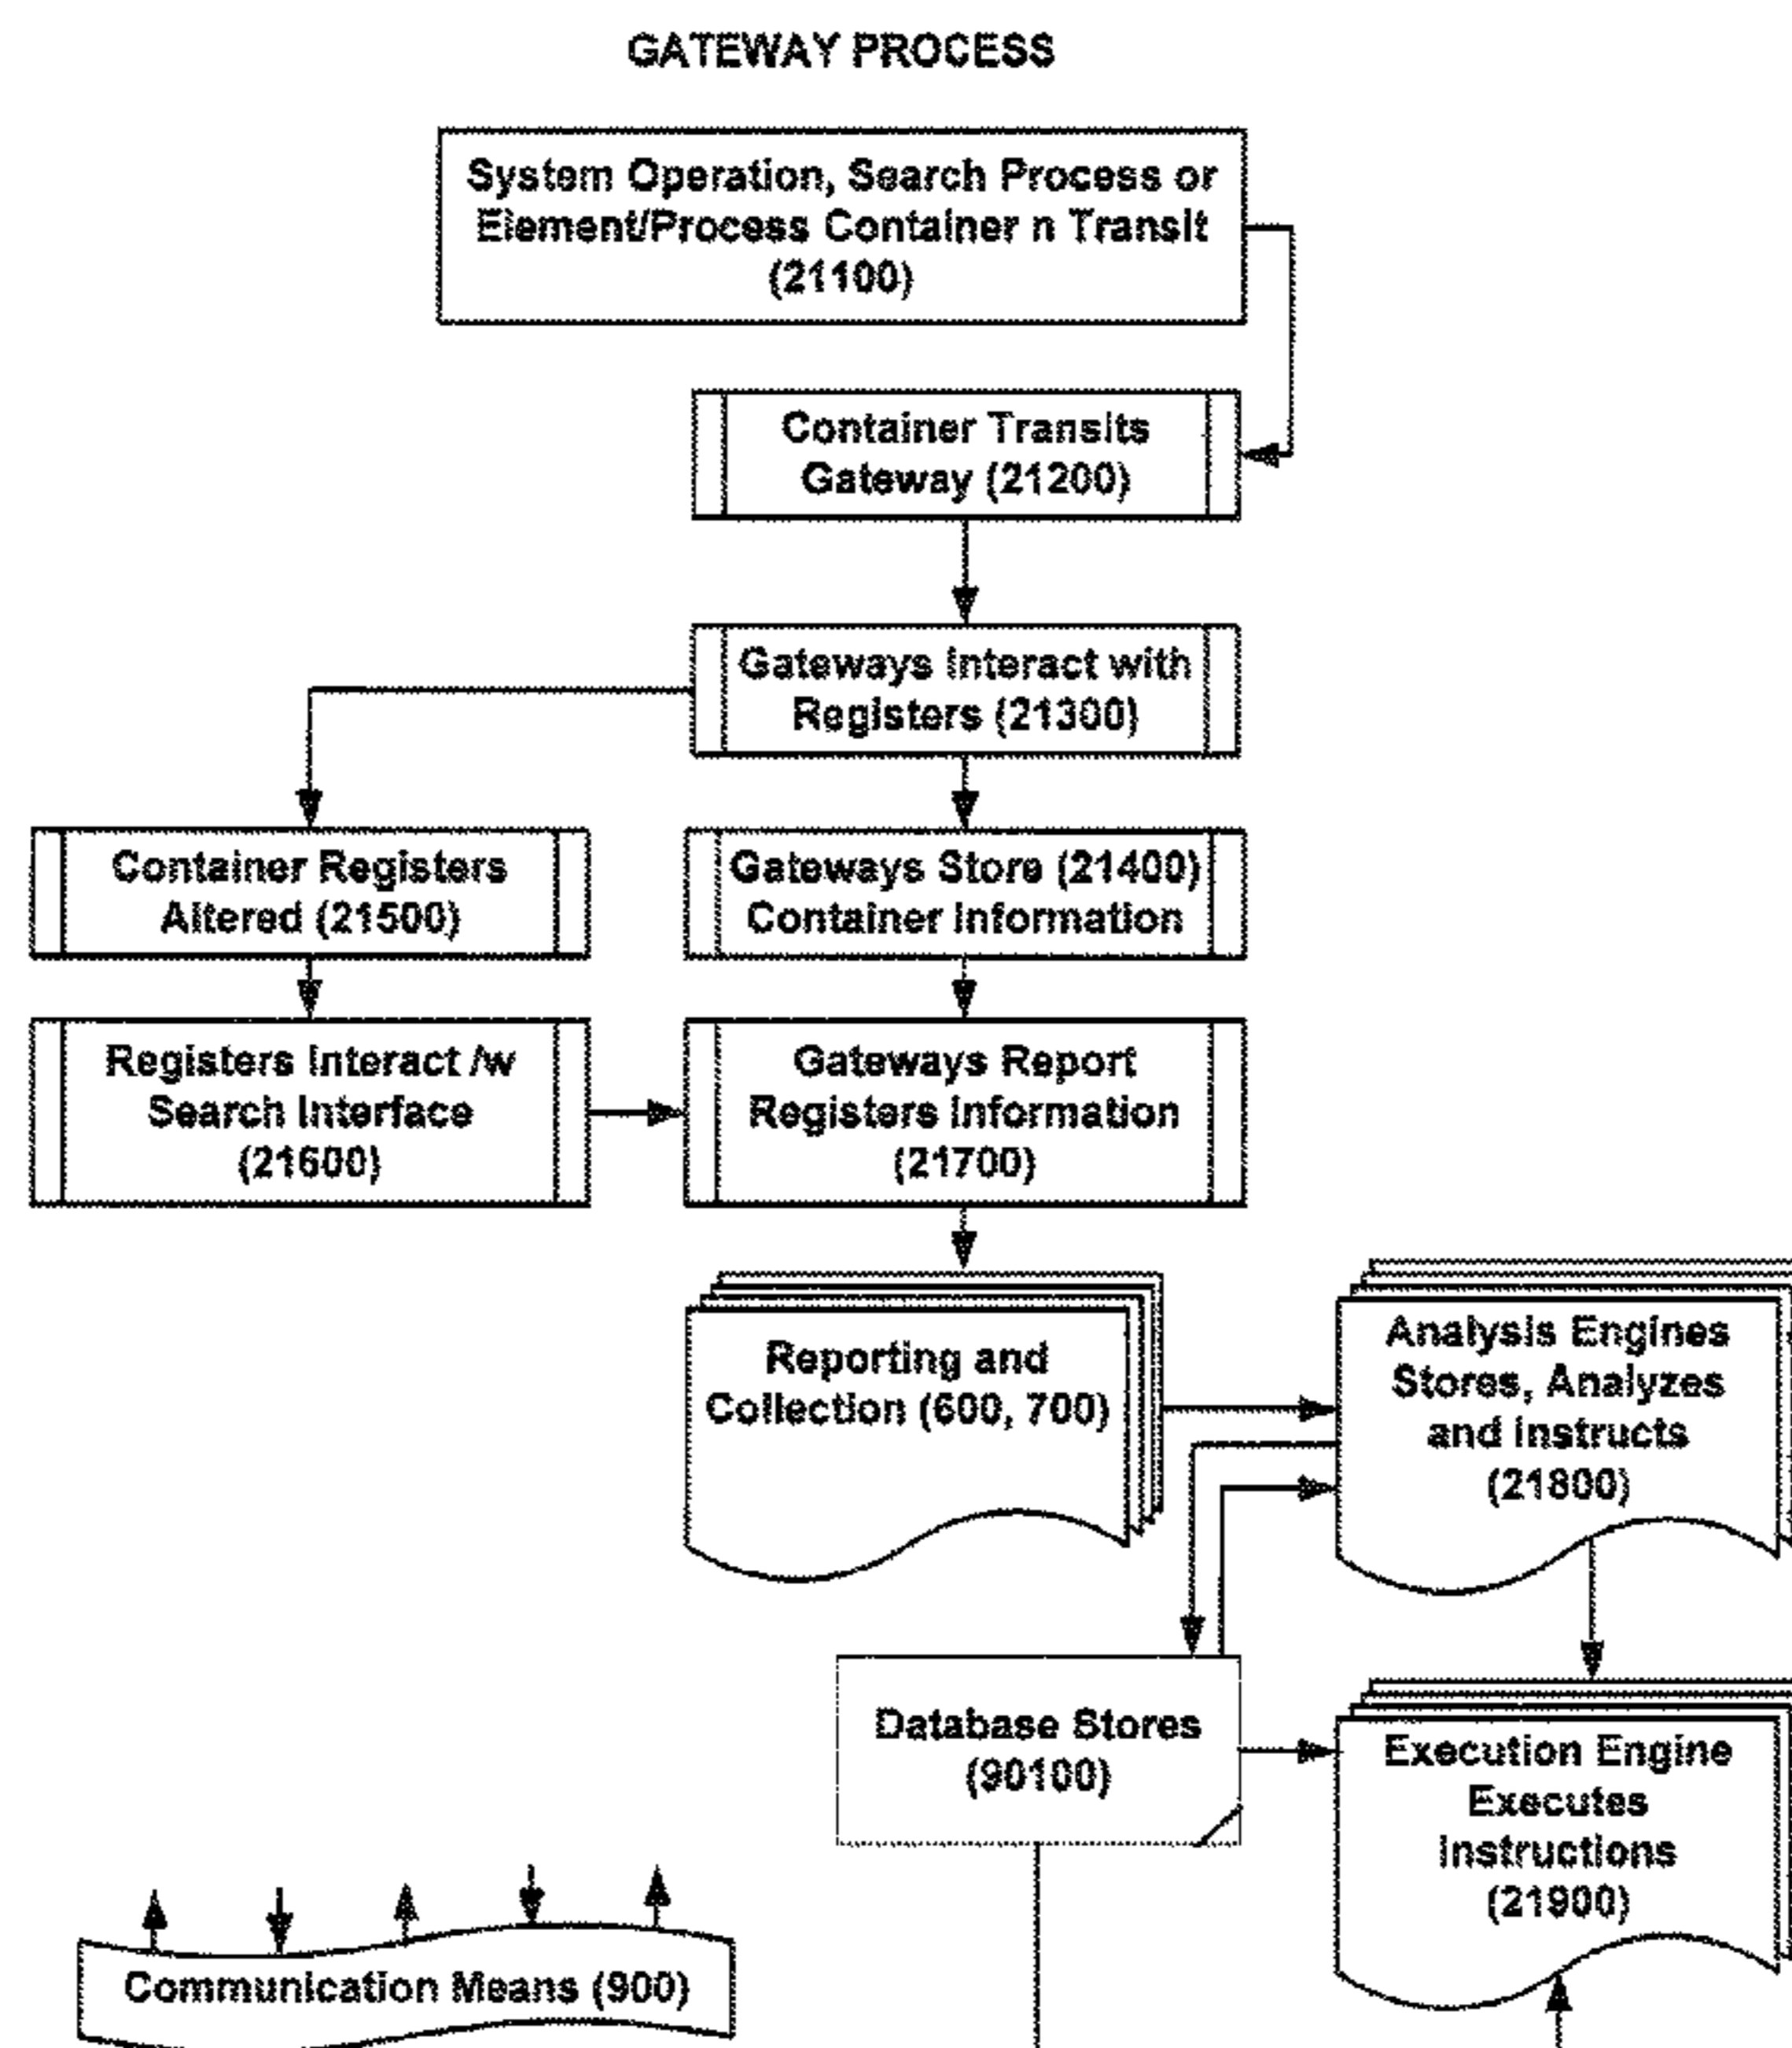 GATEWAY PROCESS
System Operation, Search Process or
Element/Process Container n Transit
(21100)
Container Transits
Gateway (21200)
Gateways Interact with
Registers (21300)
Container Registers
Altered (21500)
Gateways Store (21400)
Container Information
Registers Interact /w
Search Interface
(21600)
Gateways Report
Registers Information
(21700)
Reporting and
Collection (600, 700)
Analysis Engines
Stores, Analyzes
and Instructs
(21800)
Database Stores
(90100)
Execution Engine
Executes
Instructions
(21900)
Communication Means (900)